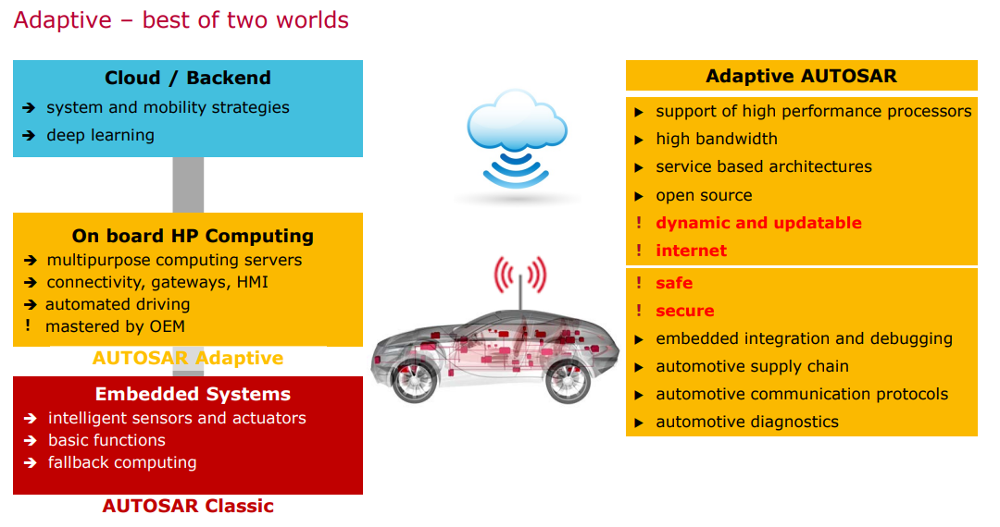 Adaptive – best of two worlds
Cloud / Backend
➔ system and mobility strategies
➔ deep learning
On board HP Computing
➔ multipurpose computing servers
➔ connectivity, gateways, HMI
➔ automated driving
! mastered by OEM
AUTOSAR Adaptive
Embedded Systems
➔ intelligent sensors and actuators
➔ basic functions
➔ fallback computing
AUTOSAR Classic
Adaptive AUTOSAR
▶ support of high performance processors
▶ high bandwidth
▶ service based architectures
▶ open source
! dynamic and updatable
! internet
! safe
! secure
▶ embedded integration and debugging
▶ automotive supply chain
▶ automotive communication protocols
▶ automotive diagnostics